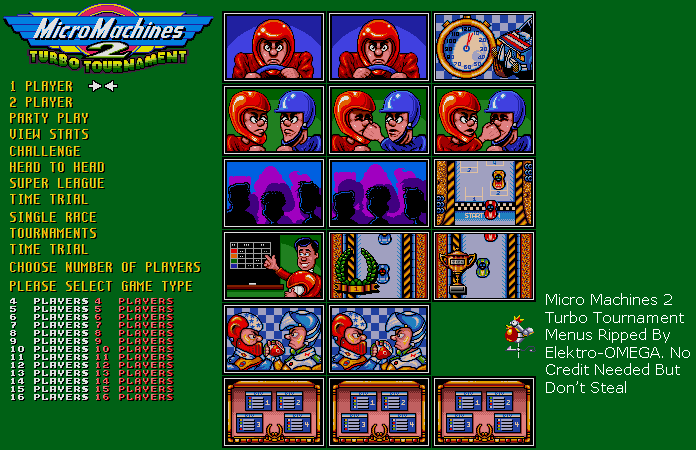 MicroMachines
2
TURBO TOURNAMENT
1 PLAYER
2 PLAYER
PARTY PLAY
VIEW STATS
CHALLENGE
HEAD TO HEAD
SUPER LEAGUE
TIME TRIAL
SINGLE RACE
TOURNAMENTS
TIME TRIAL
CHOOSE NUMBER OF PLAYERS
PLEASE SELECT GAME TYPE
4 PLAYERS 4 PLAYERS
5 PLAYERS 5 PLAYERS
6 PLAYERS 6 PLAYERS
7 PLAYERS 7 PLAYERS
8 PLAYERS 8 PLAYERS
9 PLAYERS 9 PLAYERS
10 PLAYERS 10 PLAYERS
11 PLAYERS 11 PLAYERS
12 PLAYERS 12 PLAYERS
13 PLAYERS 13 PLAYERS
14 PLAYERS 14 PLAYERS
15 PLAYERS 15 PLAYERS
16 PLAYERS 16 PLAYERS
START
Micro Machines 2
Turbo Tournament
Menus Ripped By
Elektro-OMEGA. No
Credit Needed But
Don't Steal